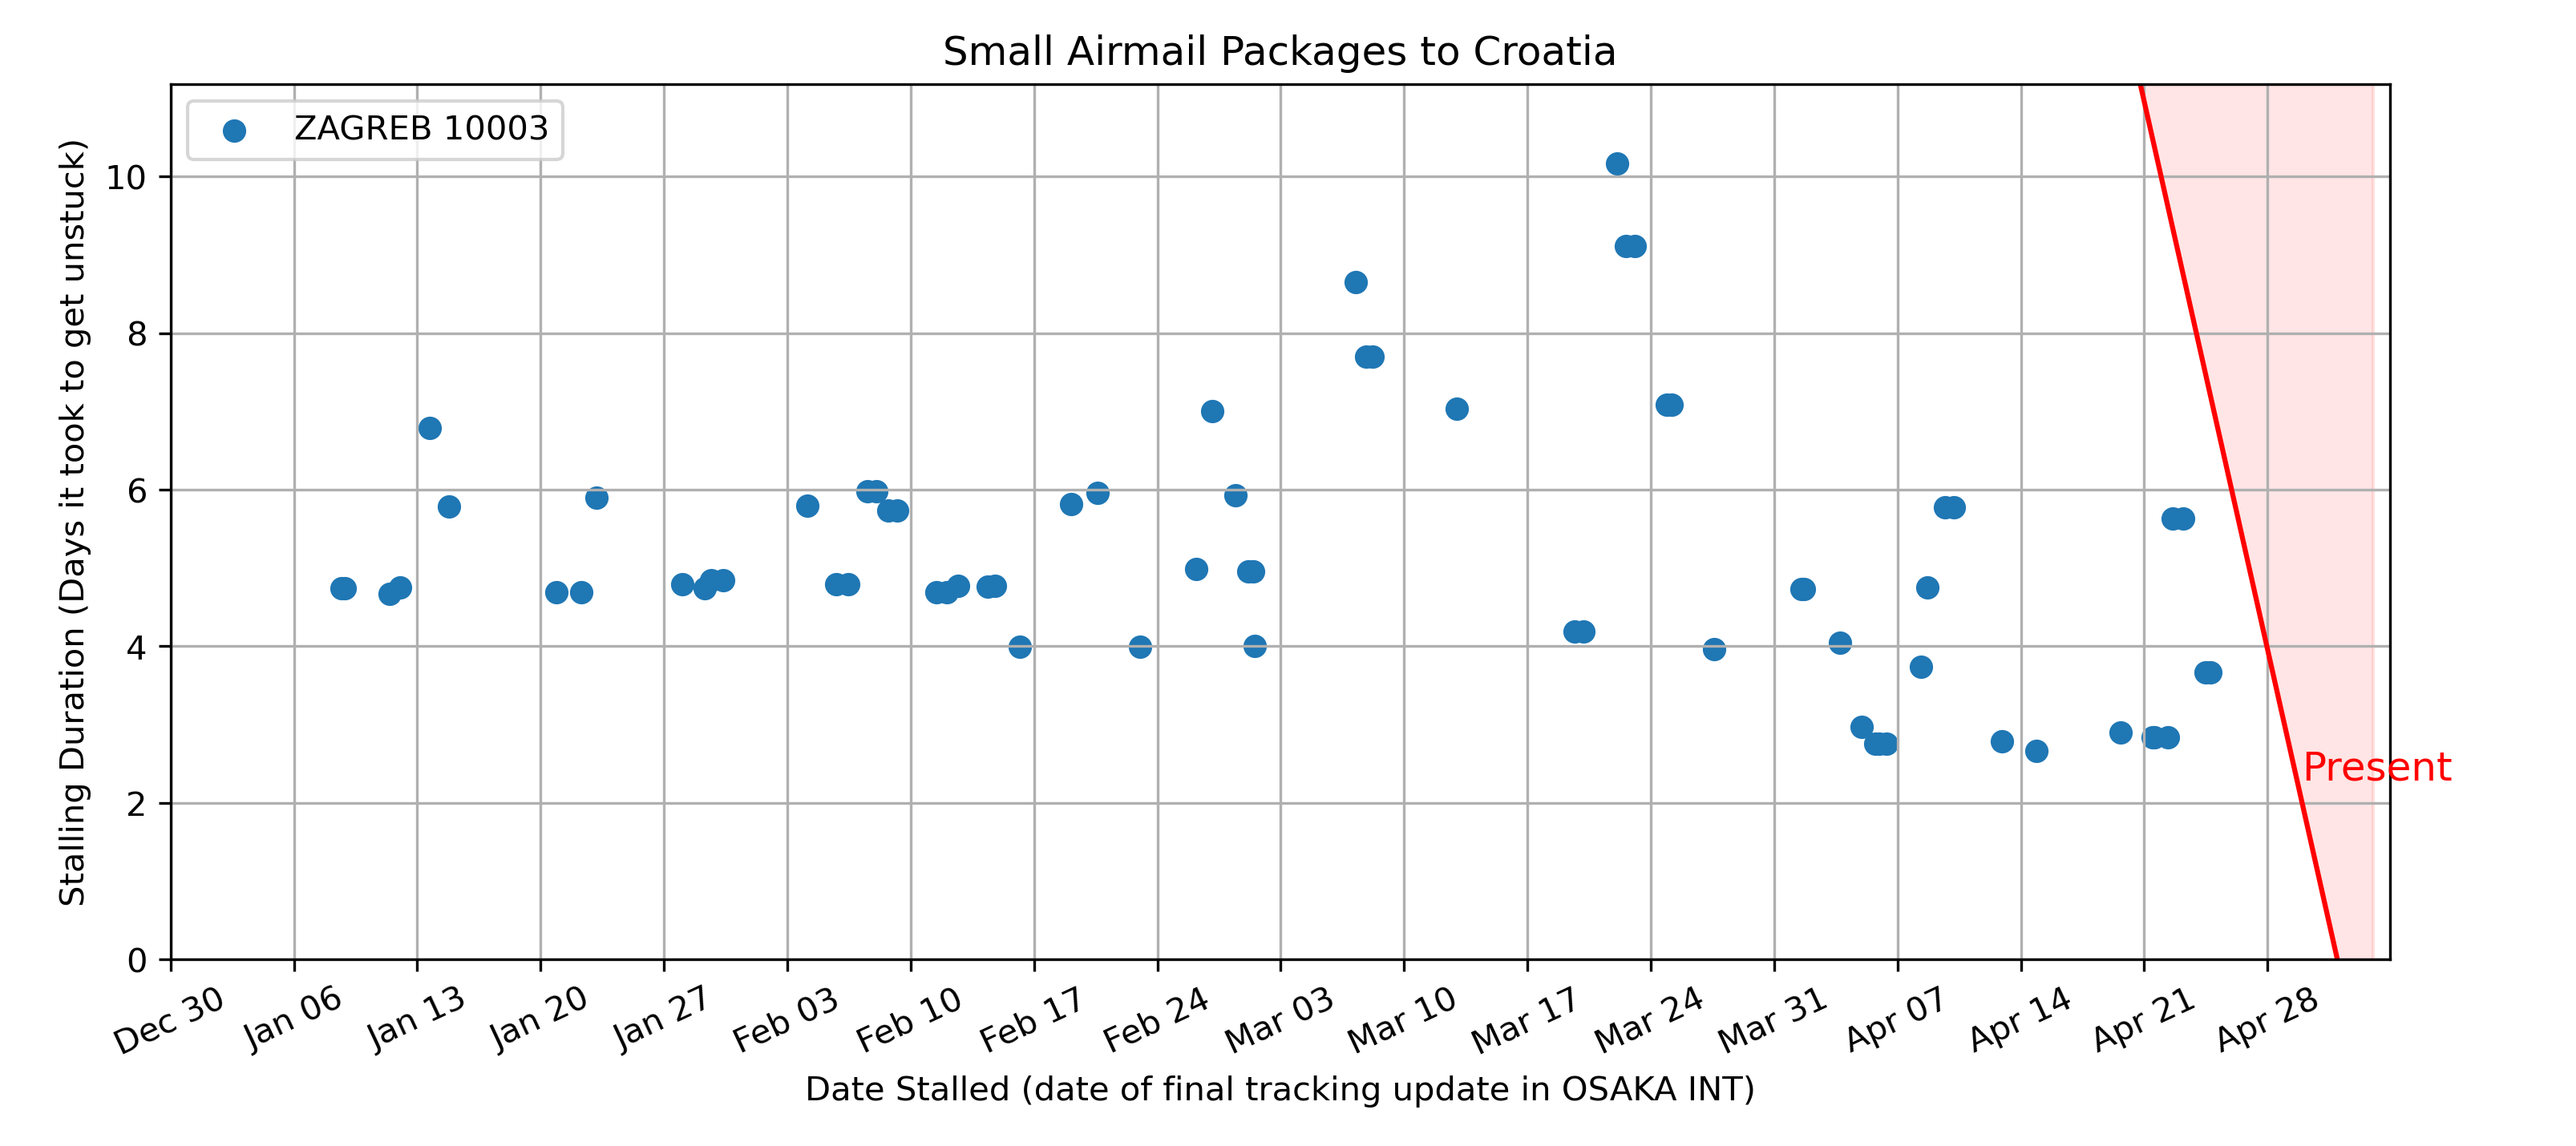 Small Airmail Packages to Croatia
ZAGREB 10003
Stalling Duration (Days it took to get unstuck)
10
8
6
4
2
0
Present
Dec 30
Jan 06
Jan 13
Jan 20
Jan 27
Feb 03
Feb 10
Feb 17
Feb 24
Mar 03
Mar 10
Mar 17
Mar 24
Mar 31
Apr 07
Apr 14
Apr 21
Apr 28
Date Stalled (date of final tracking update in OSAKA INT)